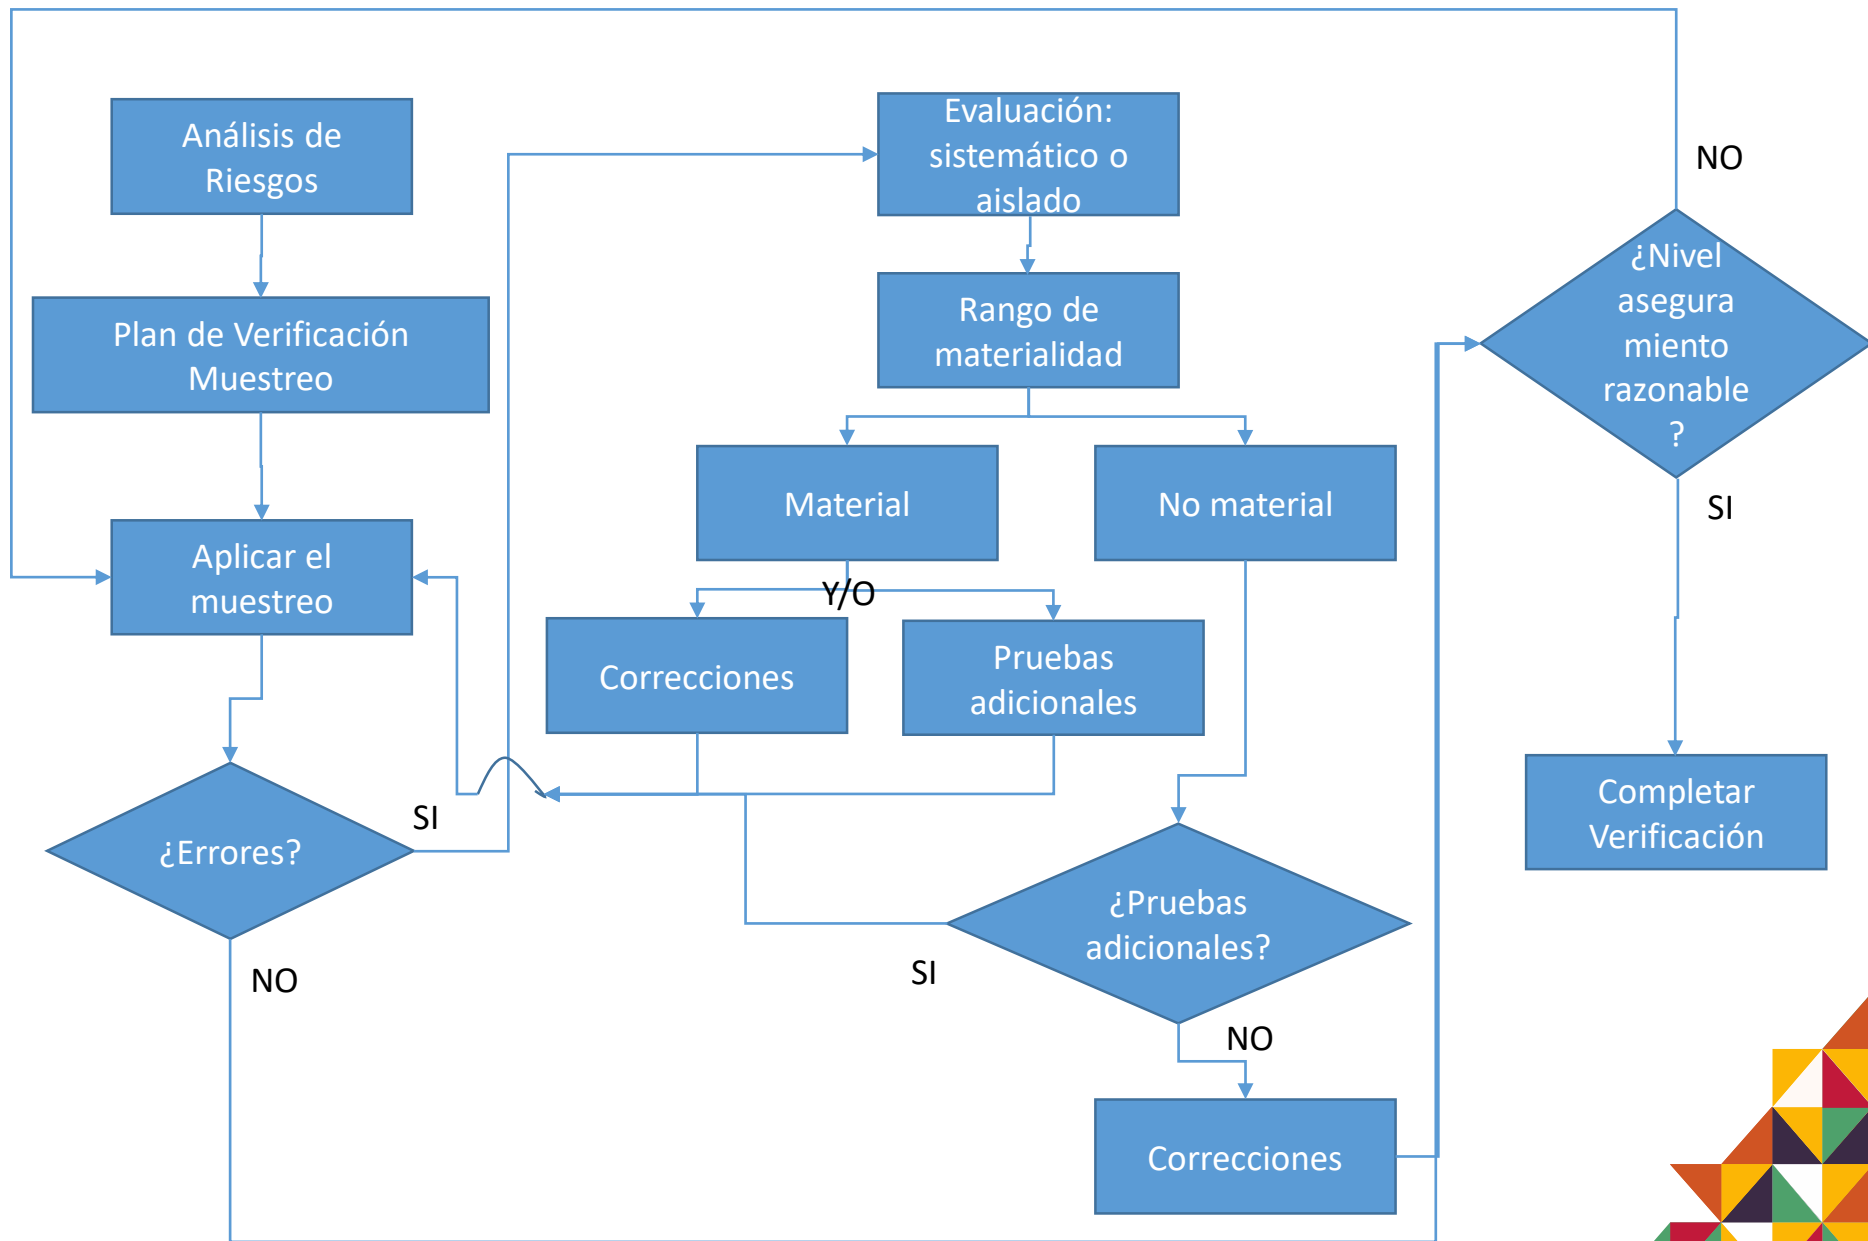 Análisis de
Riesgos
Plan de Verificación
Muestreo
Aplicar el
muestreo
¿Errores?
SI
NO
Evaluación:
sistemático o
aislado
Rango de
materialidad
Material
No material
Y/O
Correcciones
Pruebas
adicionales
¿Pruebas
adicionales?
SI
NO
Correcciones
NO
¿Nivel
asegura
miento
razonable
?
SI
Completar
Verificación